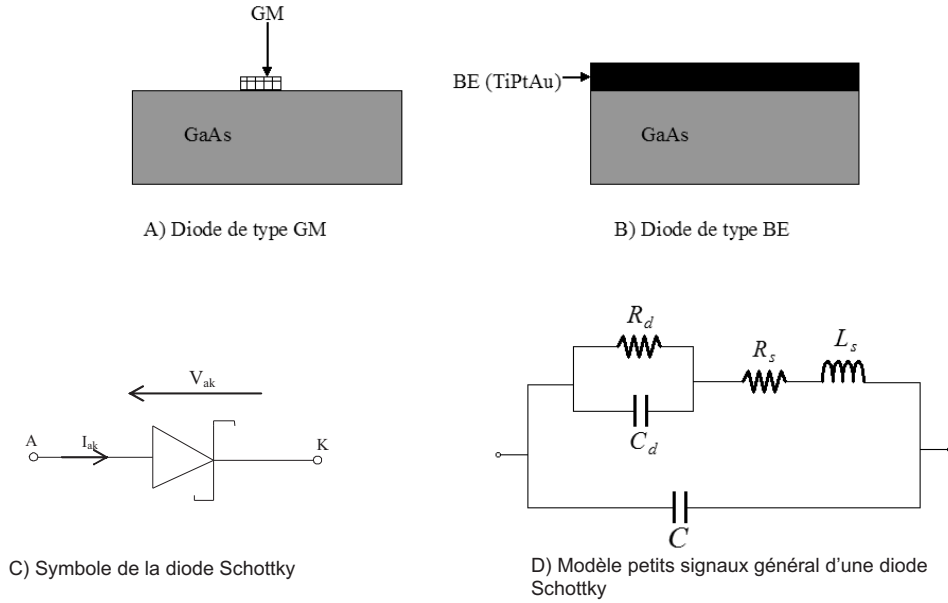 GM
GaAs
A) Diode de type GM
BE (TiPtAu)
GaAs
B) Diode de type BE
V_ak
A
I_ak
K
C) Symbole de la diode Schottky
R_d
R_s
L_s
C_d
C
D) Modèle petits signaux général d'une diode
Schottky